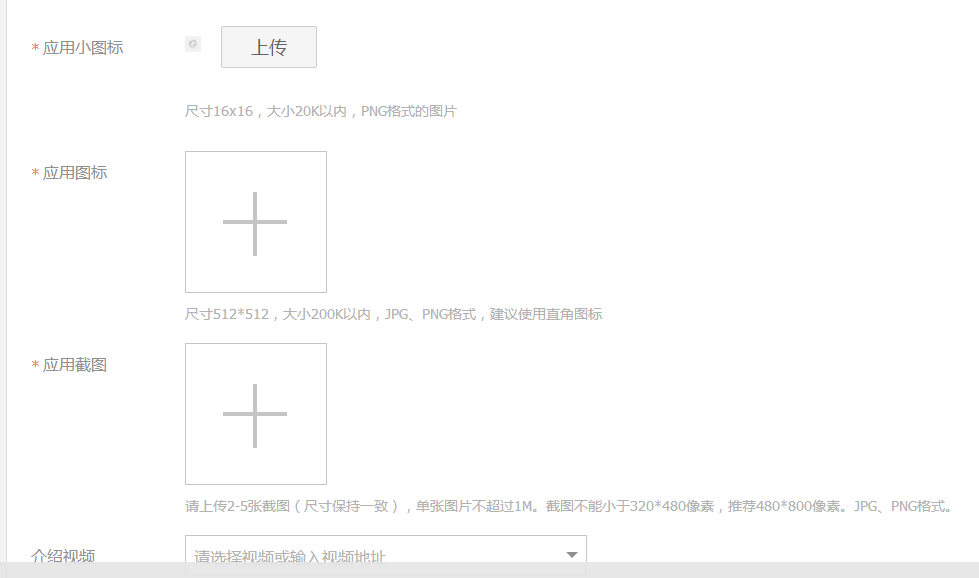 * 应用小图标
上传
尺寸16x16，大小20K以内，PNG格式的图片
* 应用图标
尺寸512*512，大小200K以内，JPG、PNG格式，建议使用直角图标
* 应用截图
请上传2-5张截图（尺寸保持一致），单张图片不超过1M。截图不能小于320*480像素，推荐480*800像素。JPG、PNG格式。
介绍视频
请选择视频或输入视频地址